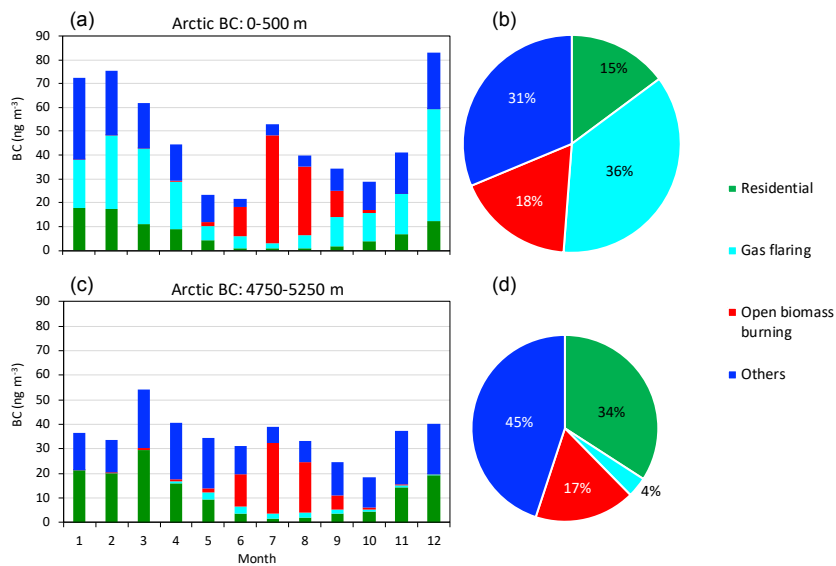 (a)
Arctic BC: 0-500 m
(b)
90
80
70
60
50
40
30
20
10
0
BC (ng m⁻³)
15%
36%
18%
31%
Residential
Gas flaring
Open biomass
burning
Others
(c)
Arctic BC: 4750-5250 m
(d)
90
80
70
60
50
40
30
20
10
0
BC (ng m⁻³)
1 2 3 4 5 6 7 8 9 10 11 12
Month
34%
4%
17%
45%